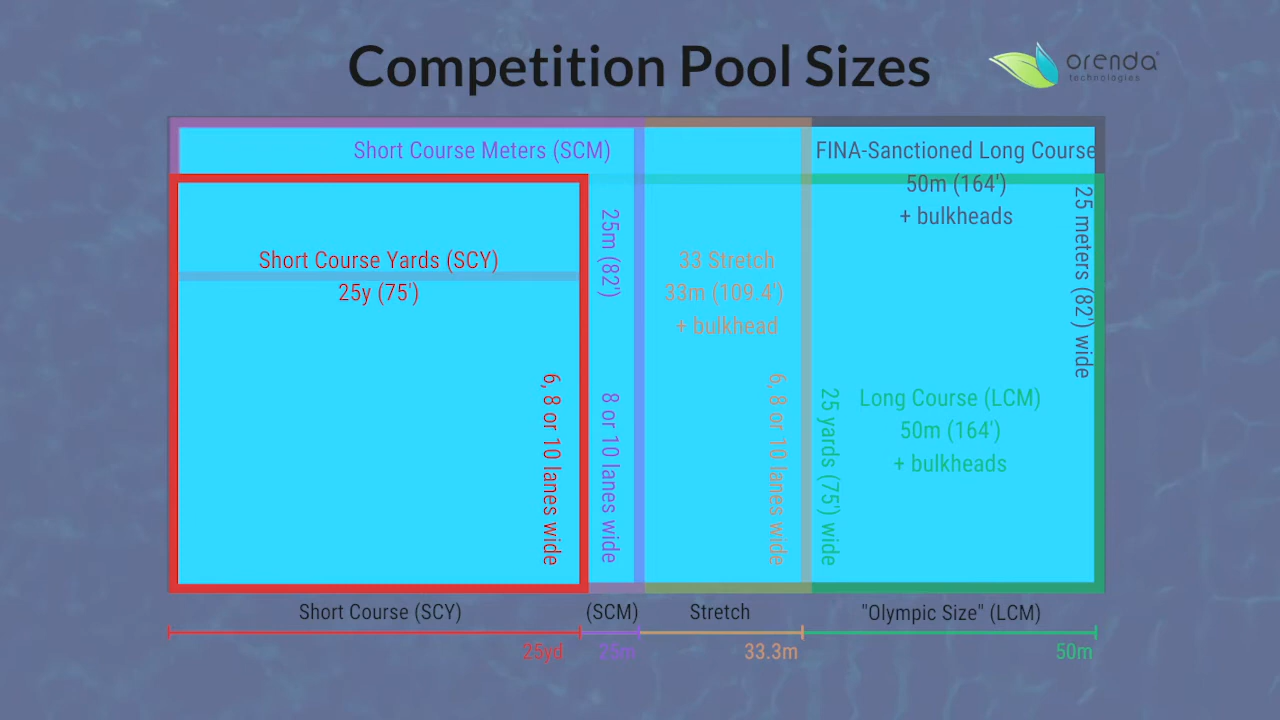 Competition Pool Sizes
orenda
technologies
Short Course Meters (SCM)
FINA-Sanctioned Long Course
50m (164')
+ bulkheads
25 meters (82') wide
Short Course Yards (SCY)
25y (75')
25m (82')
33 Stretch
33m (109.4')
+ bulkhead
6, 8 or 10 lanes wide
8 or 10 lanes wide
6, 8 or 10 lanes wide
25 yards (75') wide
Long Course (LCM)
50m (164')
+ bulkheads
Short Course (SCY)
(SCM)
Stretch
"Olympic Size" (LCM)
25yd
25m
33.3m
50m